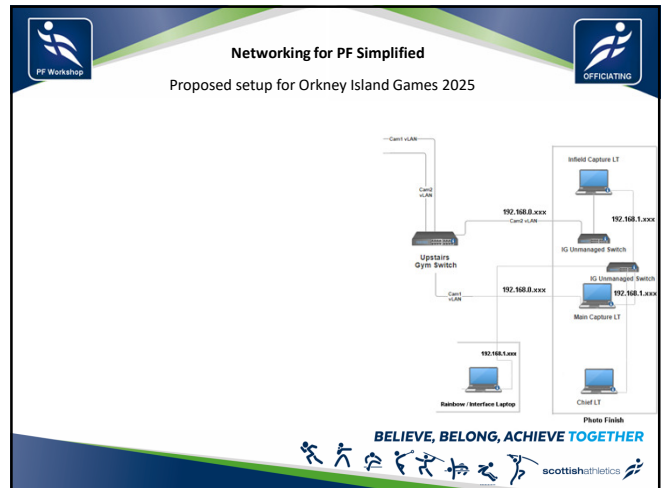 PF Workshop
OFFICIATING
Networking for PF Simplified
Proposed setup for Orkney Island Games 2025
Cam1 vLAN
Infield Capture LT
Cam2
vLAN
192.168.0.xxx
Cam2 vLAN
192.168.1.xxx
IG Unmanaged Switch
Upstairs
Gym Switch
IG Unmanaged Switch
Cam1
vLAN
192.168.0.xxx
192.168.1.xxx
Main Capture LT
192.168.1.xxx
Rainbow / Interface Laptop
Chief LT
Photo Finish
BELIEVE, BELONG, ACHIEVE TOGETHER
scottishathletics